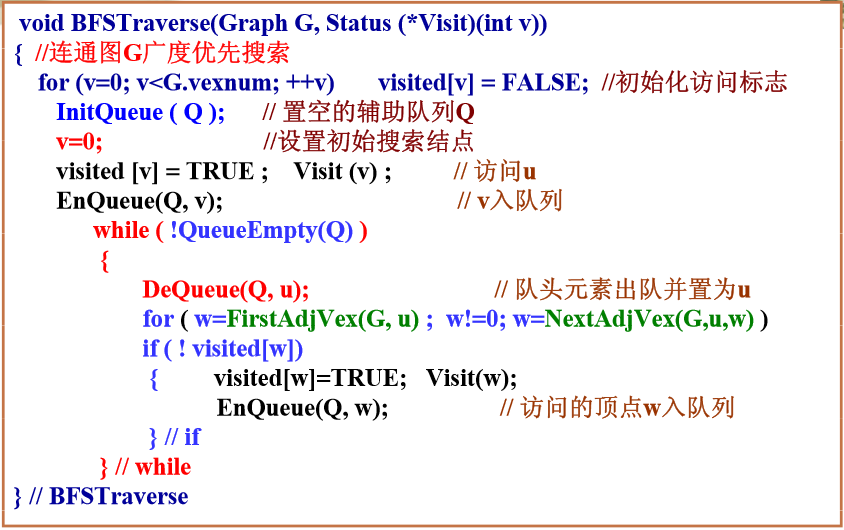 void BFSTraverse(Graph G, Status (*Visit)(int v))
{ //连通图G广度优先搜索
for (v=0; v<G.vexnum; ++v) visited[v] = FALSE; //初始化访问标志
InitQueue ( Q ); // 置空的辅助队列Q
v=0; //设置初始搜索结点
visited [v] = TRUE ; Visit (v) ; // 访问u
EnQueue(Q, v); // v入队列
while ( !QueueEmpty(Q) )
{
DeQueue(Q, u); // 队头元素出队并置为u
for ( w=FirstAdjVex(G, u) ; w!=0; w=NextAdjVex(G,u,w) )
if ( ! visited[w])
{ visited[w]=TRUE; Visit(w);
EnQueue(Q, w); // 访问的顶点w入队列
} // if
} // while
} // BFSTraverse